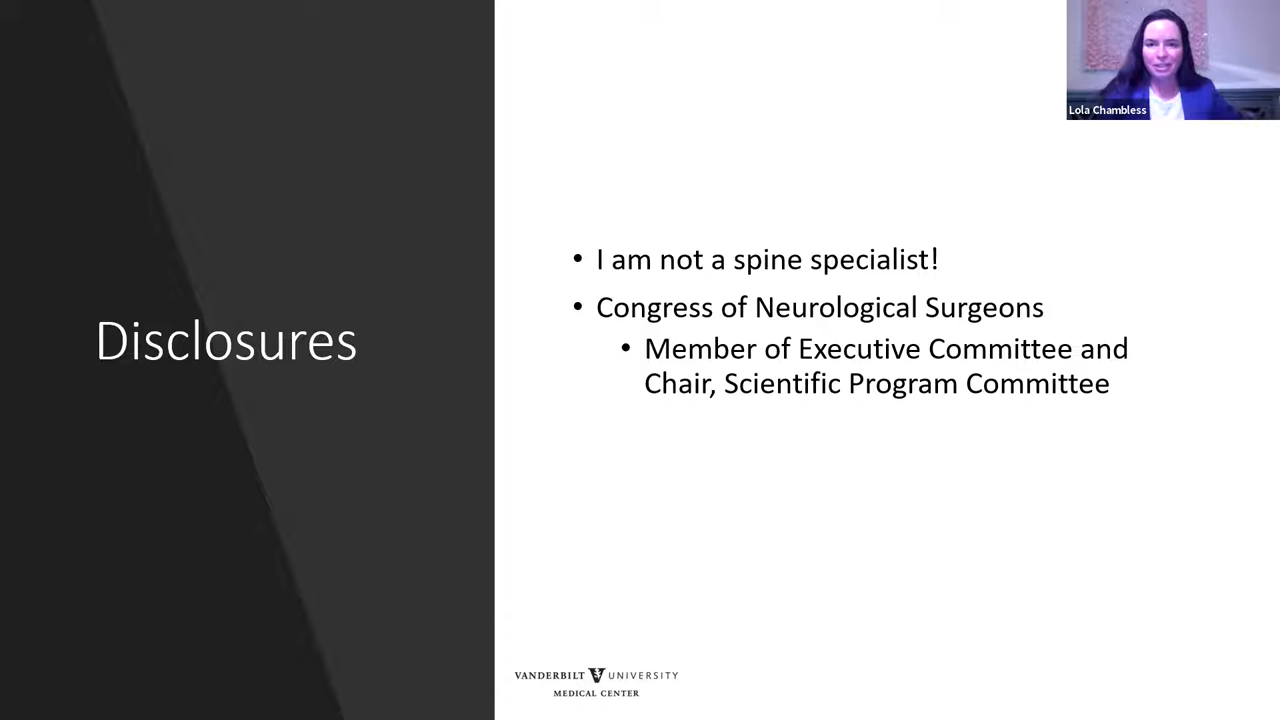 Lola Chambless
Disclosures
• I am not a spine specialist!
• Congress of Neurological Surgeons
• Member of Executive Committee and
Chair, Scientific Program Committee
VANDERBILT V UNIVERSITY
MEDICAL CENTER